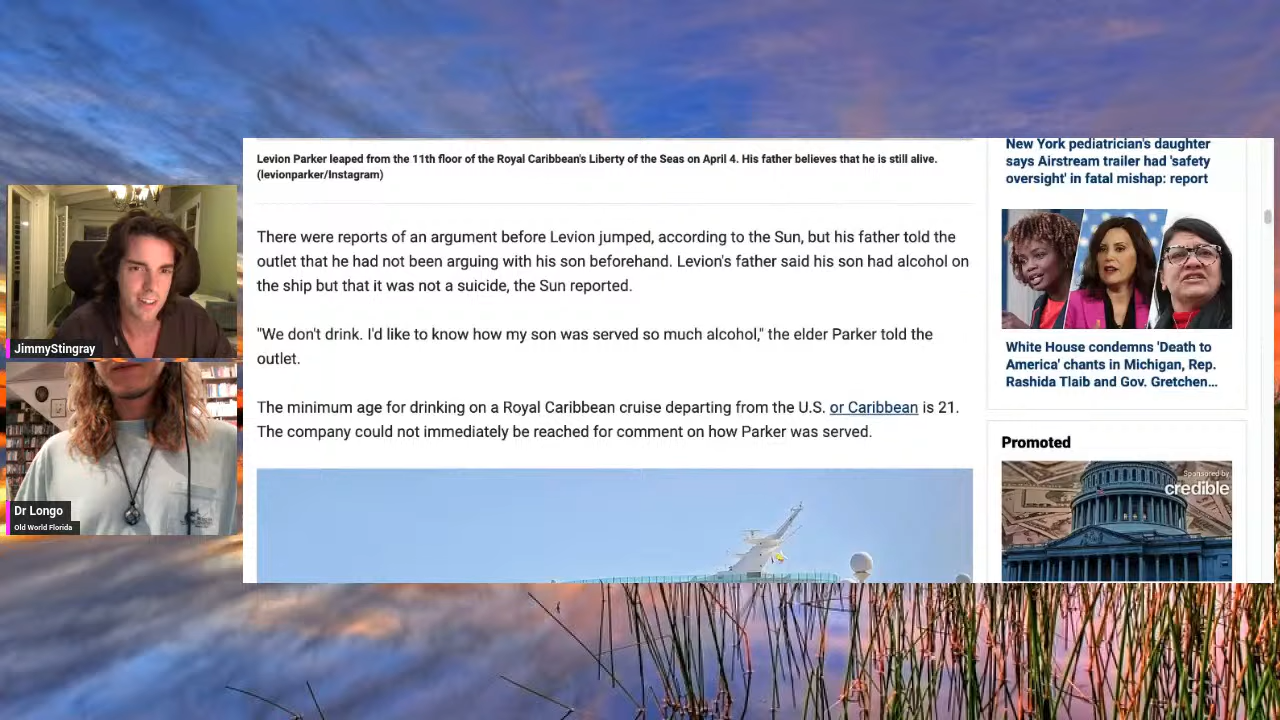 Levion Parker leaped from the 11th floor of the Royal Caribbean's Liberty of the Seas on April 4. His father believes that he is still alive.
(levionparker/Instagram)
There were reports of an argument before Levion jumped, according to the Sun, but his father told the
outlet that he had not been arguing with his son beforehand. Levion's father said his son had alcohol on
the ship but that it was not a suicide, the Sun reported.
"We don't drink. I'd like to know how my son was served so much alcohol," the elder Parker told the
outlet.
The minimum age for drinking on a Royal Caribbean cruise departing from the U.S. or Caribbean is 21.
The company could not immediately be reached for comment on how Parker was served.
New York pediatrician's daughter
says Airstream trailer had 'safety
oversight' in fatal mishap: report
White House condemns 'Death to
America' chants in Michigan, Rep.
Rashida Tlaib and Gov. Gretchen...
Promoted
Sponsored by
credible
JimmyStingray
Dr Longo
Old World Florida